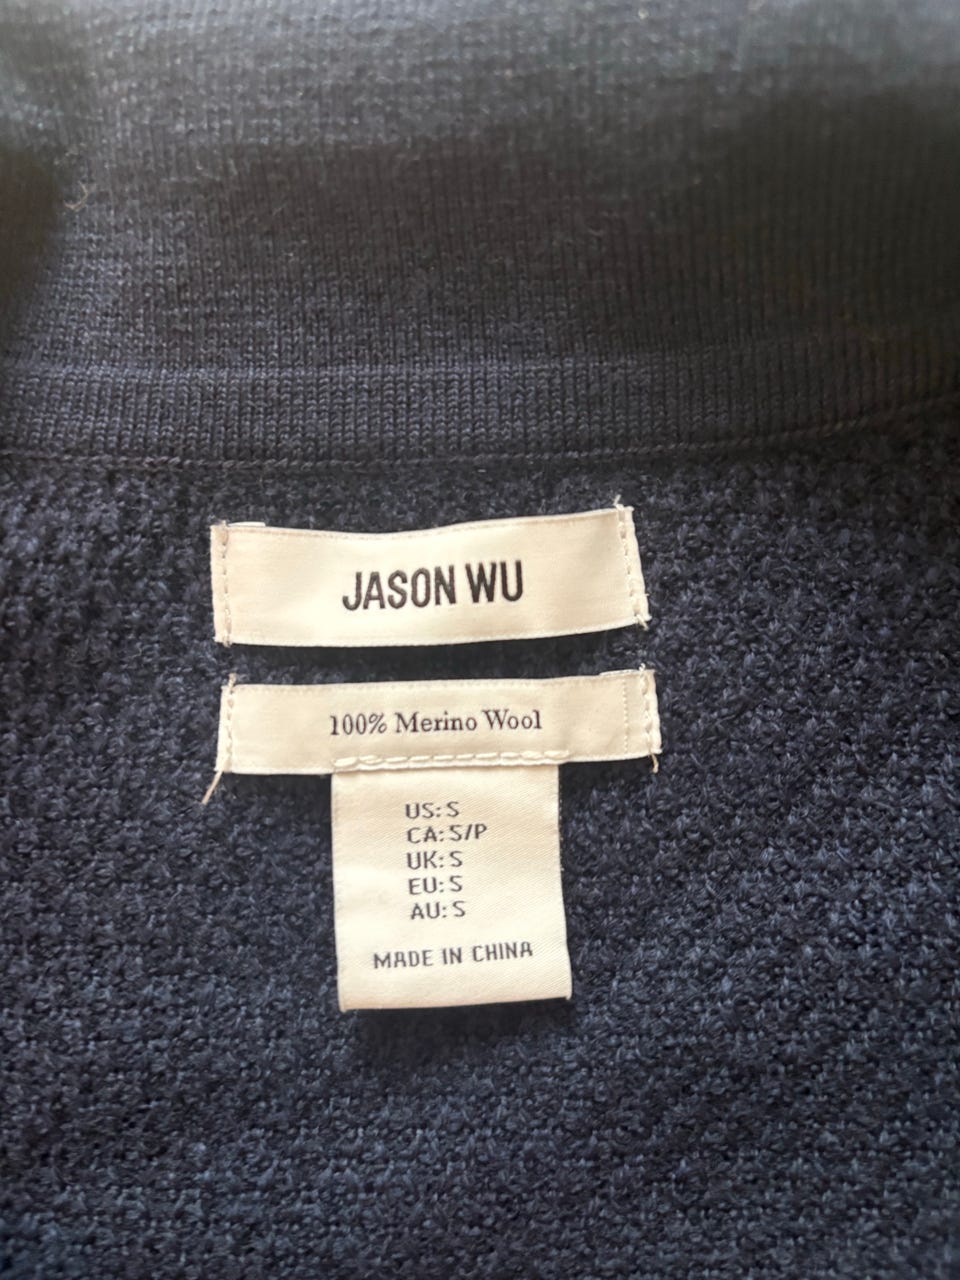 JASON WU
100% Merino Wool
US: S
CA: S/P
UK: S
EU: S
AU: S
MADE IN CHINA